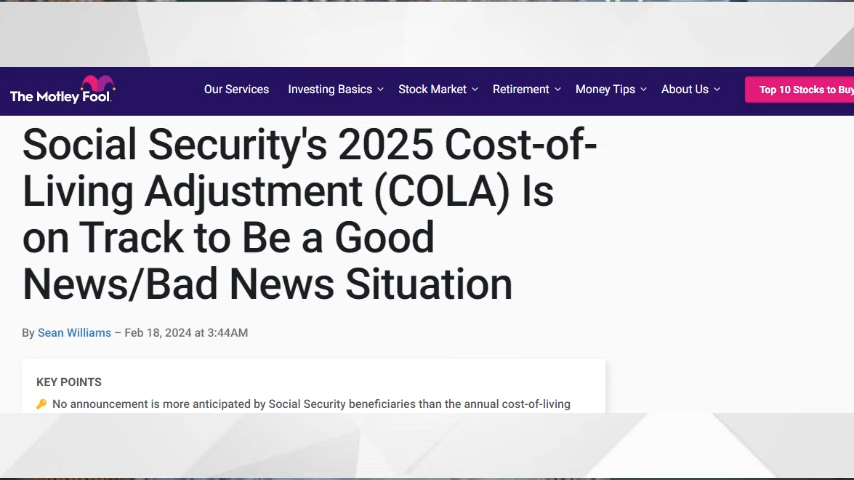 The Motley Fool
Our Services Investing Basics Stock Market Retirement Money Tips About Us Top 10 Stocks to Buy
Social Security's 2025 Cost-of-
Living Adjustment (COLA) Is
on Track to Be a Good
News/Bad News Situation
By Sean Williams – Feb 18, 2024 at 3:44AM
KEY POINTS
No announcement is more anticipated by Social Security beneficiaries than the annual cost-of-living